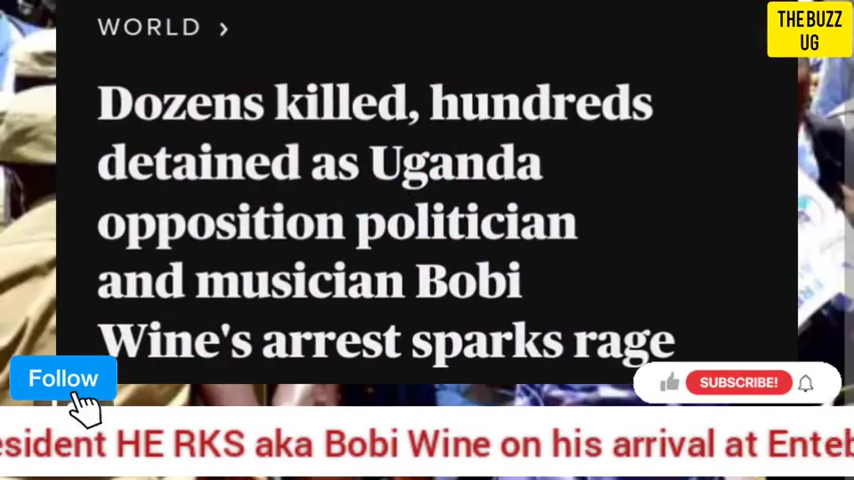 WORLD >
THE BUZZ
UG
Dozens killed, hundreds
detained as Uganda
opposition politician
and musician Bobi
Wine's arrest sparks rage
Follow
SUBSCRIBE!
esident HE RKS aka Bobi Wine on his arrival at Enteb